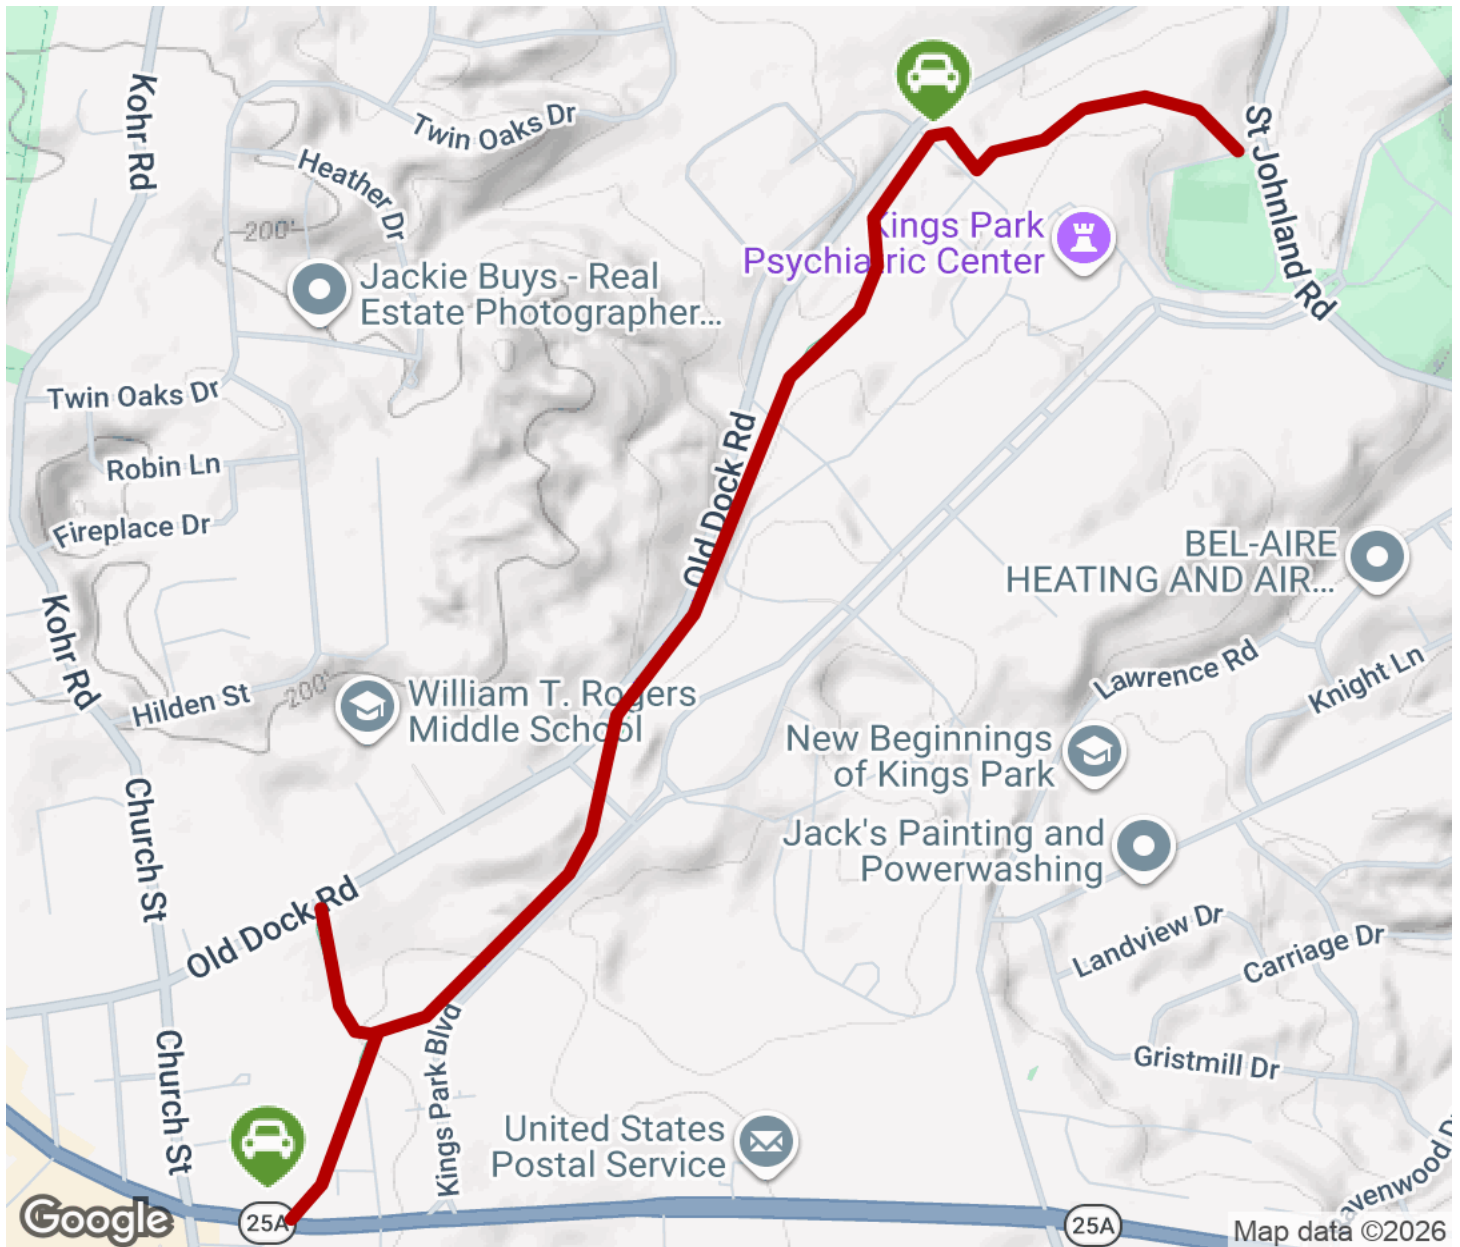 Kohr Rd
Twin Oaks Dr
Heather Dr
St Johnland Rd
200'
Kings Park
Psychiatric Center
Jackie Buys - Real
Estate Photographer...
Twin Oaks Dr
Old Dock Rd
Robin Ln
Fireplace Dr
BEL-AIRE
HEATING AND AIR...
Kohr Rd
Lawrence Rd
Knight Ln
Hilden St
200'
William T. Rogers
Middle School
New Beginnings
of Kings Park
Church St
Jack's Painting and
Powerwashing
Old Dock Rd
Landview Dr
Carriage Dr
Church St
Kings Park Blvd
Gristmill Dr
United States
Postal Service
25A
25A
Google
Map data ©2026